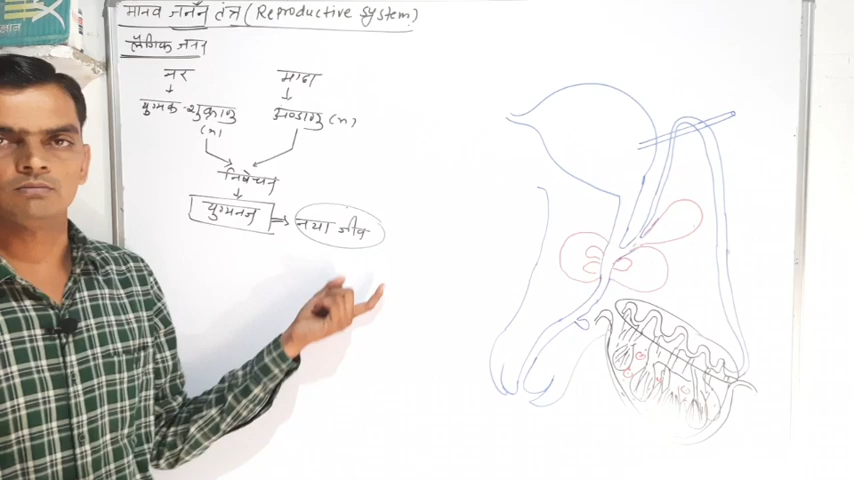 मानव जनन तंत्र (Reproductive System)
लैंगिक जनन
नर मादा
युग्मक-शुक्राणु अण्डाणु (n)
(n)
निषेचन
युग्मनज नया जीव